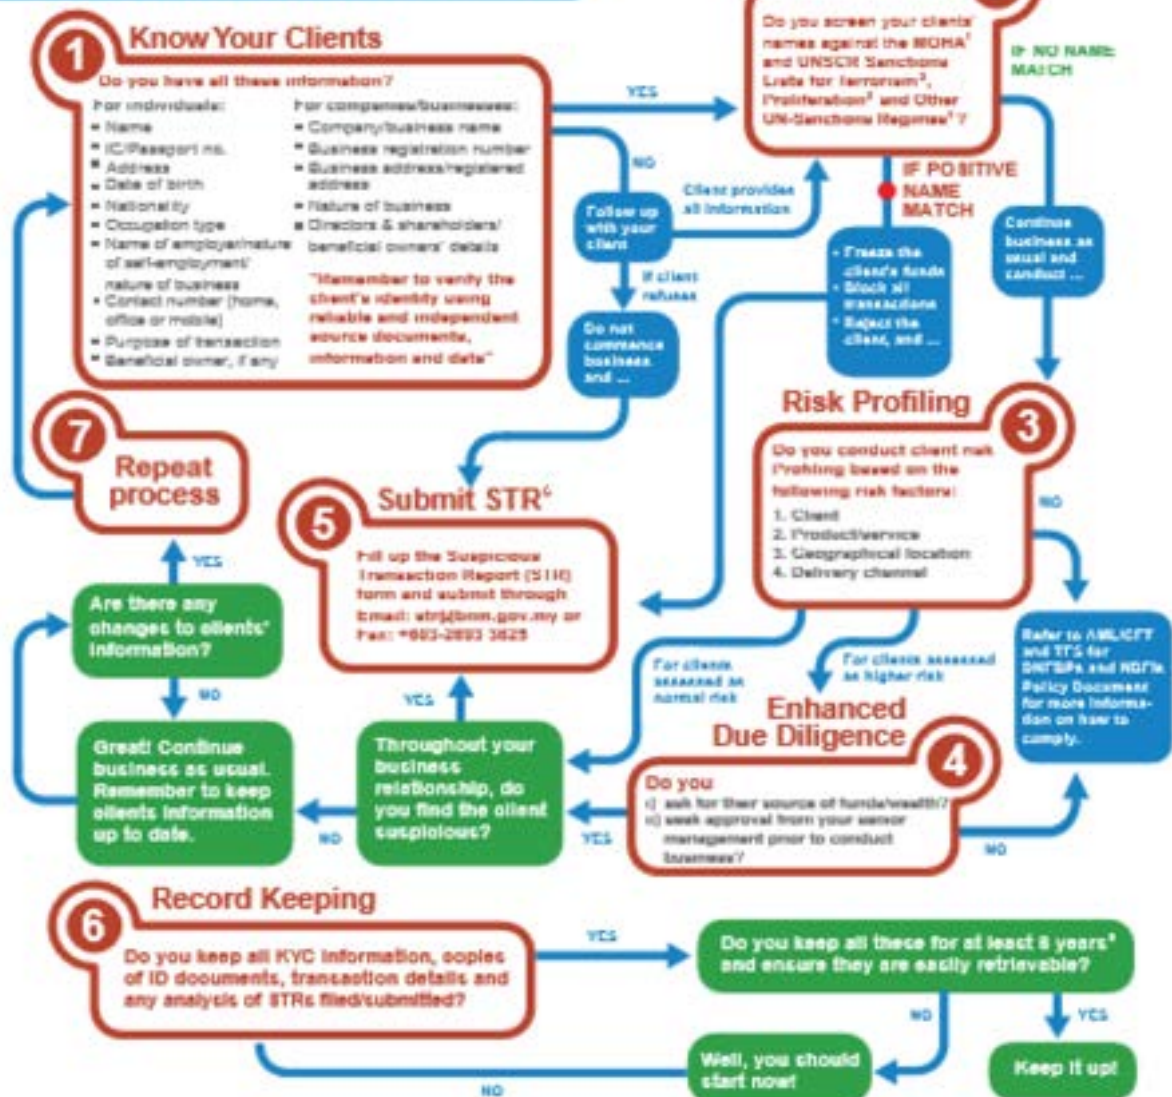 1
Know Your Clients
Do you have all these information?
For individuals:
Name
IC/Passport no.
Address
Date of birth
Nationality
Occupation type
Name of employer/nature
of self-employment/
nature of business
Contact number (home,
office or mobile)
Purpose of transaction
Beneficial owner, if any
For companies/businesses:
Company/business name
Business registration number
Business address/registered
address
Nature of business
Directors & shareholders/
beneficial owners' details
"Remember to verify the
client's identity using
reliable and independent
source documents,
information and data"
YES
NO
Follow up
with your
client
Client provides
all information
If client
refuses
Do not
commence
business
and ...
Do you screen your clients'
names against the MOHA
and UNSCR Sanctions
Lists for Terrorism,
Proliferation and Other
UN-Sanctions Regimes ?
IF NO NAME
MATCH
IF POSITIVE
NAME
MATCH
• Freeze the
client's funds
• Block all
transactions
• Reject the
client, and ...
Continue
business as
usual and
conduct ...
Risk Profiling
3
Do you conduct client risk
Profiling based on the
following risk factors:
1. Client
2. Product/service
3. Geographical location
4. Delivery channel
NO
Refer to AML/CFT
and TFS for
DNFBPs and NBFIs
Policy Document
for more informa-
tion on how to
comply.
For clients
assessed as
normal risk
For clients assessed
as higher risk
Enhanced
Due Diligence
4
Do you
i) ask for their source of funds/wealth?
ii) seek approval from your senior
management prior to conduct
business?
YES
NO
Submit STR
5
Fill up the Suspicious
Transaction Report (STR)
form and submit through
Email: str@bnm.gov.my or
Fax:
YES
Throughout your
business
relationship, do
you find the client
suspicious?
NO
Great! Continue
business as usual.
Remember to keep
clients information
up to date.
Are there any
changes to clients'
information?
NO
YES
7
Repeat
process
Record Keeping
6
Do you keep all KYC information, copies
of ID documents, transaction details and
any analysis of STRs filed/submitted?
YES
Do you keep all these for at least years
and ensure they are easily retrievable?
NO
YES
Well, you should
start now!
Keep it up!
NO